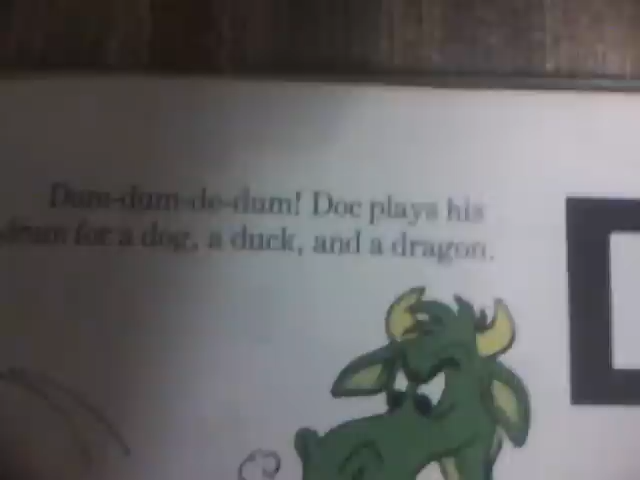 Dum-dum-de-dum! Doc plays his
drum for a dog, a duck, and a dragon.